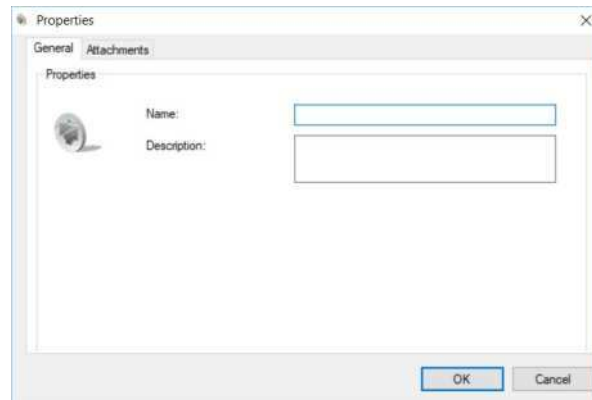 Properties
General Attachments
Properties
Name:
Description:
OK Cancel